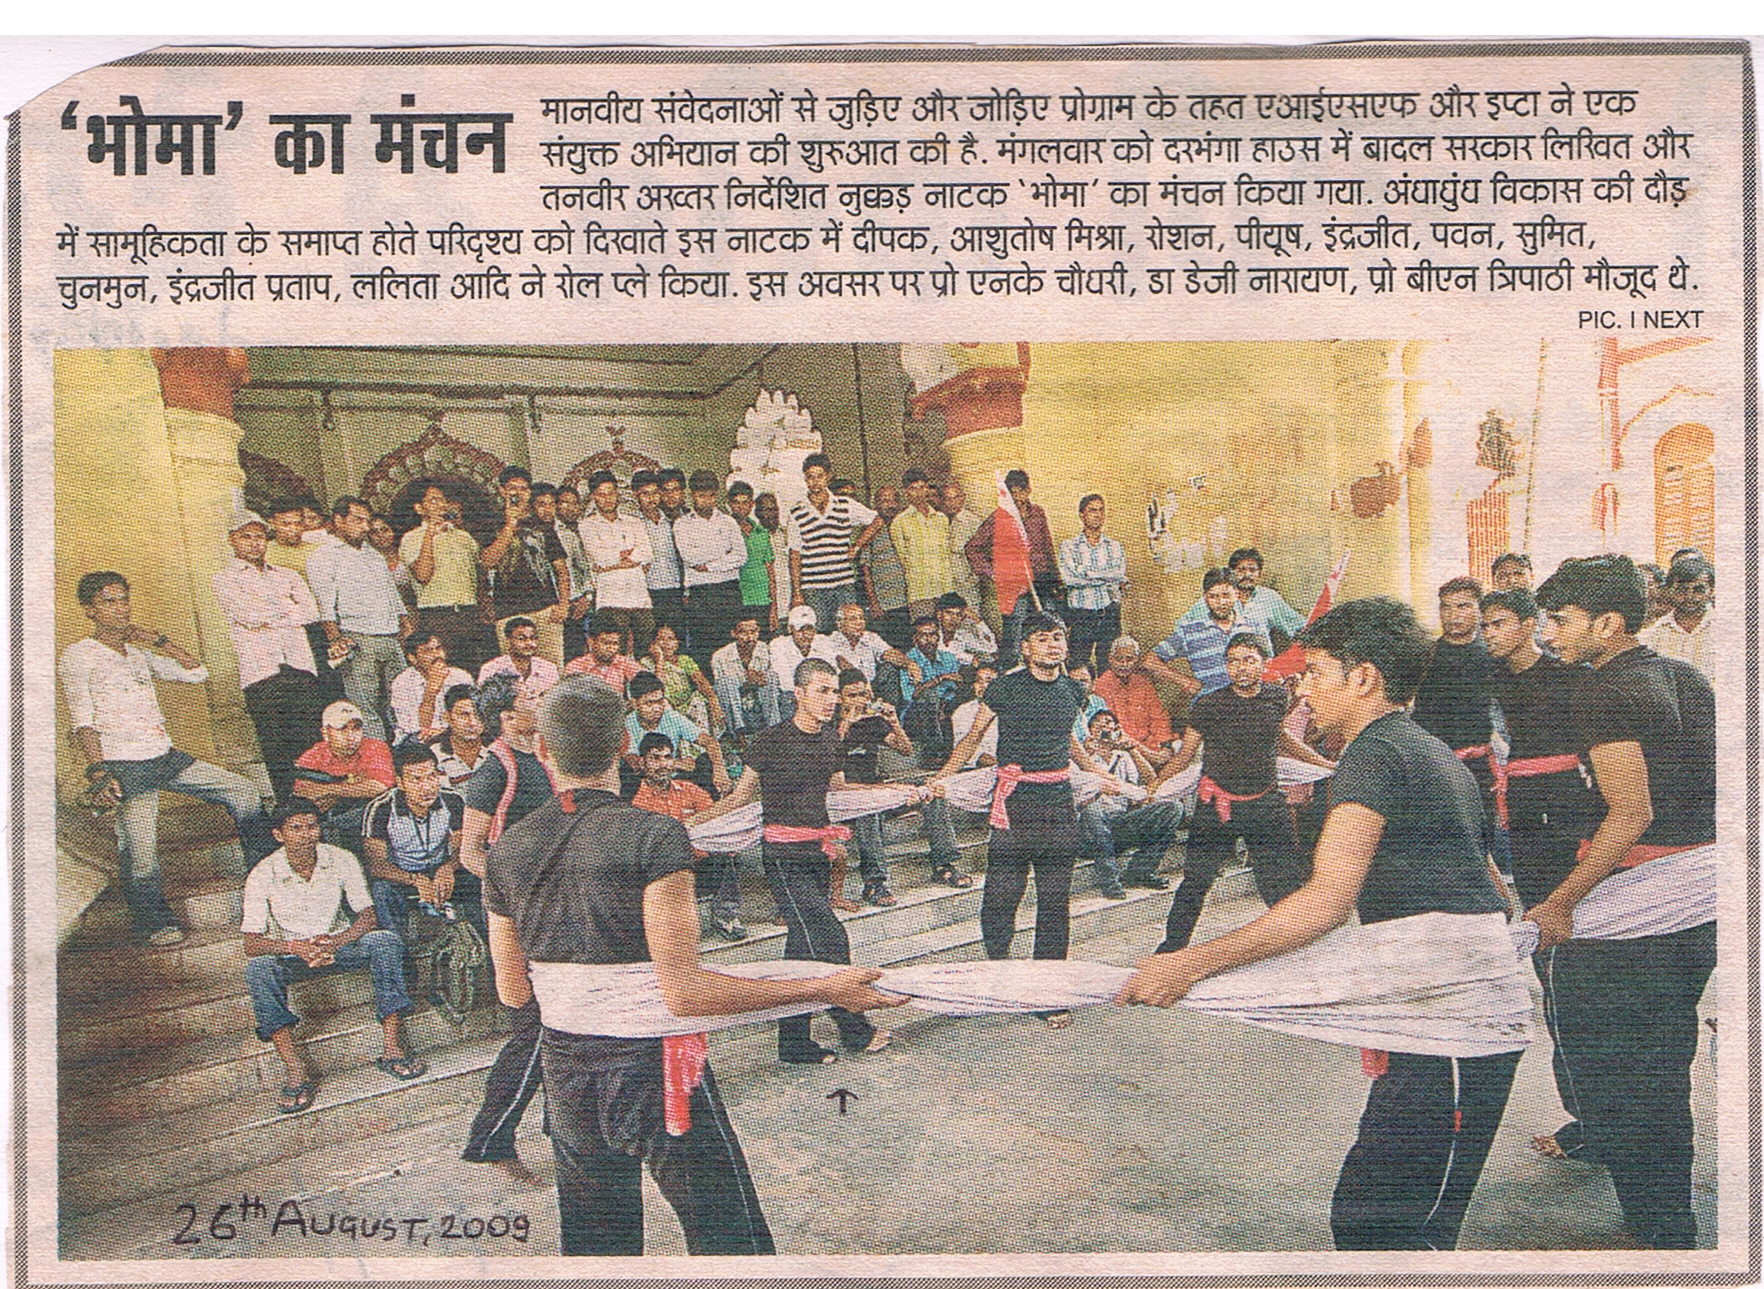 ‘भोमा’ का मंचन
मानवीय संवेदनाओं से जुड़िए और जोड़िए प्रोग्राम के तहत एआईएसएफ और इप्टा ने एक
संयुक्त अभियान की शुरुआत की है. मंगलवार को दरभंगा हाउस में बादल सरकार लिखित और
तनवीर अख्तर निर्देशित नुक्कड़ नाटक ‘भोमा’ का मंचन किया गया. अंधाधुंध विकास की दौड़
में सामूहिकता के समाप्त होते परिदृश्य को दिखाते इस नाटक में दीपक, आशुतोष मिश्रा, रोशन, पीयूष, इंद्रजीत, पवन, सुमित,
चुनमुन, इंद्रजीत प्रताप, ललिता आदि ने रोल प्ले किया. इस अवसर पर प्रो एनके चौधरी, डा डेजी नारायण, प्रो बीएन त्रिपाठी मौजूद थे.
PIC. I NEXT
26th AUGUST, 2009